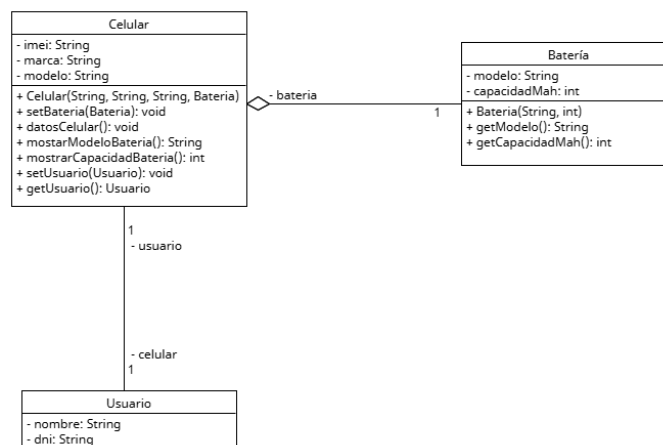 Celular
- imei: String
- marca: String
- modelo: String
+ Celular(String, String, String, Bateria)
+ setBateria(Bateria): void
+ datosCelular(): void
+ mostarModeloBateria(): String
+ mostrarCapacidadBateria(): int
+ setUsuario(Usuario): void
+ getUsuario(): Usuario
- bateria
1
Batería
- modelo: String
- capacidadMah: int
+ Bateria(String, int)
+ getModelo(): String
+ getCapacidadMah(): int
1
- usuario
- celular
1
Usuario
- nombre: String
- dni: String